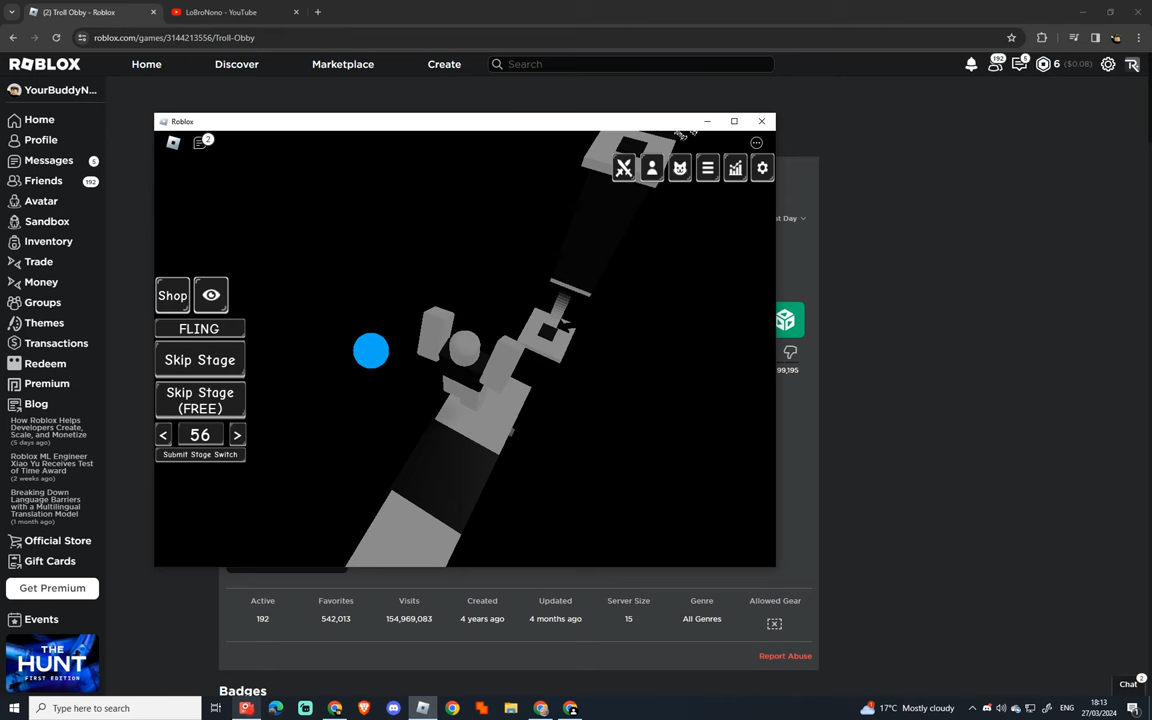 (2) Troll Obby - Roblox
LoBroNono - YouTube
roblox.com/games/3144213556/Troll-Obby
ROBLOX
Home
Discover
Marketplace
Create
Search
192
5
6
($0.08)
YourBuddyN...
Home
Profile
Messages
5
Friends
192
Avatar
Sandbox
Inventory
Trade
Money
Groups
Themes
Transactions
Redeem
Premium
Blog
How Roblox Helps
Developers Create,
Scale, and Monetize
(5 days ago)
Roblox ML Engineer
Xiao Yu Receives Test
of Time Award
(2 weeks ago)
Breaking Down
Language Barriers
with a Multilingual
Translation Model
(1 month ago)
Official Store
Gift Cards
Get Premium
Events
THE
HUNT
FIRST EDITION
Roblox
2
Shop
FLING
Skip Stage
Skip Stage
(FREE)
<
56
>
Submit Stage Switch
st Day
99,195
Active
Favorites
Visits
Created
Updated
Server Size
Genre
Allowed Gear
192
542,013
154,969,083
4 years ago
4 months ago
15
All Genres
Report Abuse
Badges
Chat
2
Type here to search
17°C Mostly cloudy
ENG
18:13
27/03/2024
1